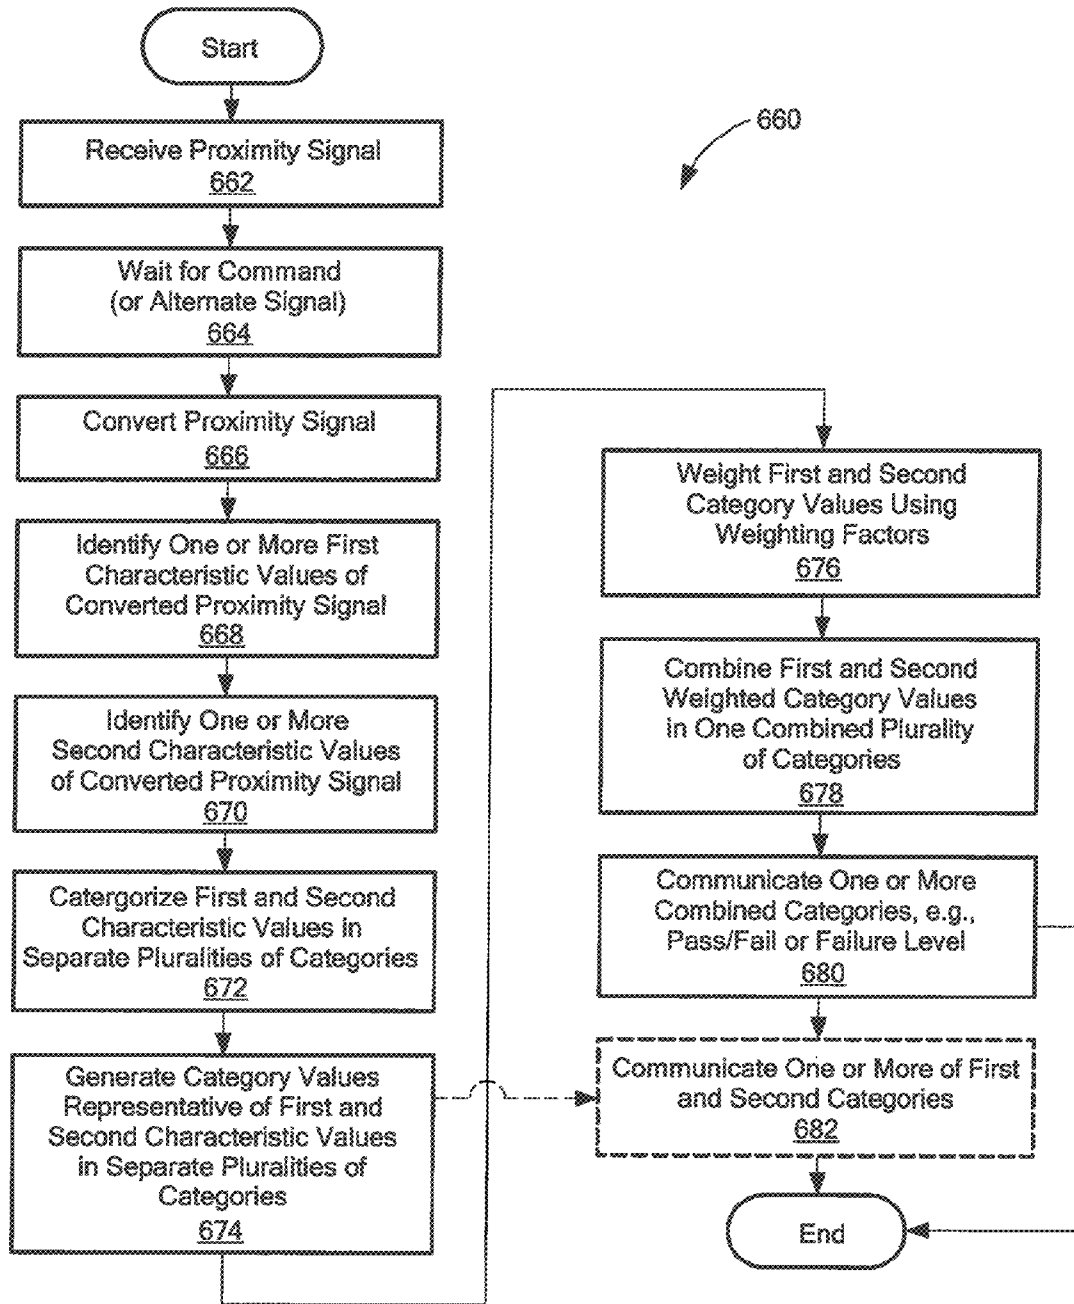 Start
660
Receive Proximity Signal
662
Wait for Command
(or Alternate Signal)
664
Convert Proximity Signal
666
Identify One or More First
Characteristic Values of
Converted Proximity Signal
668
Identify One or More
Second Characteristic Values
of Converted Proximity Signal
670
Catergorize First and Second
Characteristic Values in
Separate Pluralities of Categories
672
Generate Category Values
Representative of First and
Second Characteristic Values
in Separate Pluralities of
Categories
674
Weight First and Second
Category Values Using
Weighting Factors
676
Combine First and Second
Weighted Category Values
in One Combined Plurality
of Categories
678
Communicate One or More
Combined Categories, e.g.,
Pass/Fail or Failure Level
680
Communicate One or More of First
and Second Categories
682
End